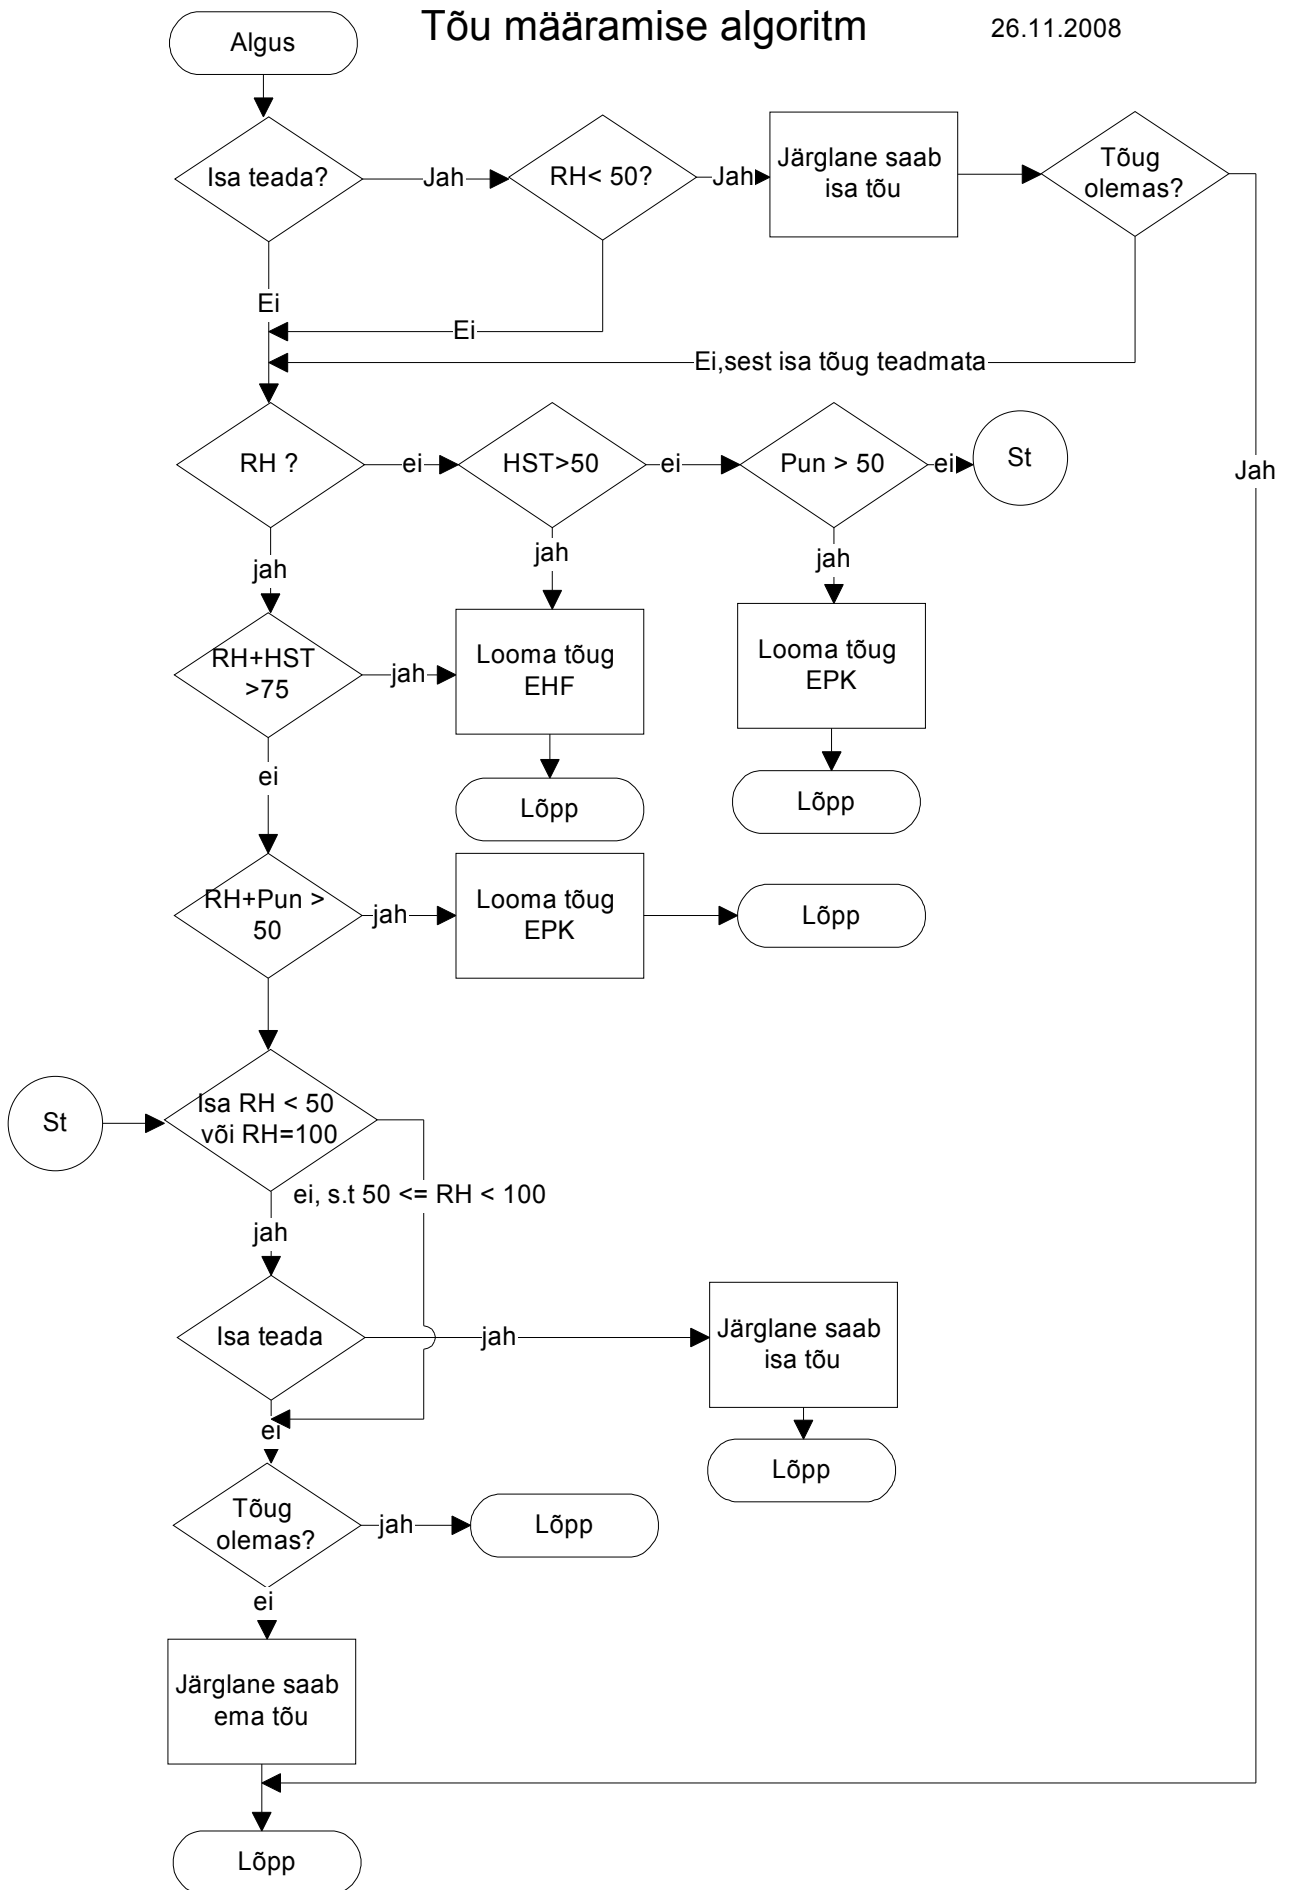 Tõu määramise algoritm
26.11.2008
Algus
Isa teada?
Jah
RH< 50?
Jah
Järglane saab
isa tõu
Tõug
olemas?
Ei
Ei
Ei,sest isa tõug teadmata
Jah
RH ?
ei
HST>50
ei
Pun > 50
ei
St
jah
jah
jah
RH+HST
>75
jah
Looma tõug
EHF
Looma tõug
EPK
ei
Lõpp
Lõpp
RH+Pun >
50
jah
Looma tõug
EPK
Lõpp
St
Isa RH < 50
või RH=100
ei, s.t 50 <= RH < 100
jah
Isa teada
jah
Järglane saab
isa tõu
ei
Lõpp
Tõug
olemas?
jah
Lõpp
ei
Järglane saab
ema tõu
Lõpp